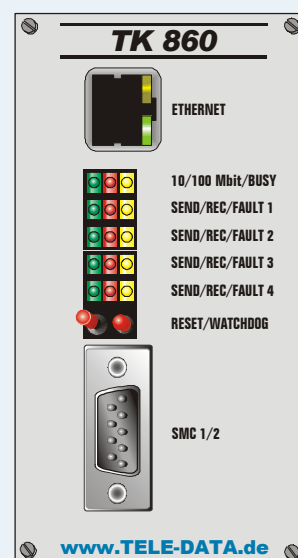 TK 860
ETHERNET
10/100 Mbit/BUSY
SEND/REC/FAULT 1
SEND/REC/FAULT 2
SEND/REC/FAULT 3
SEND/REC/FAULT 4
RESET/WATCHDOG
SMC 1/2
www.TELE-DATA.de